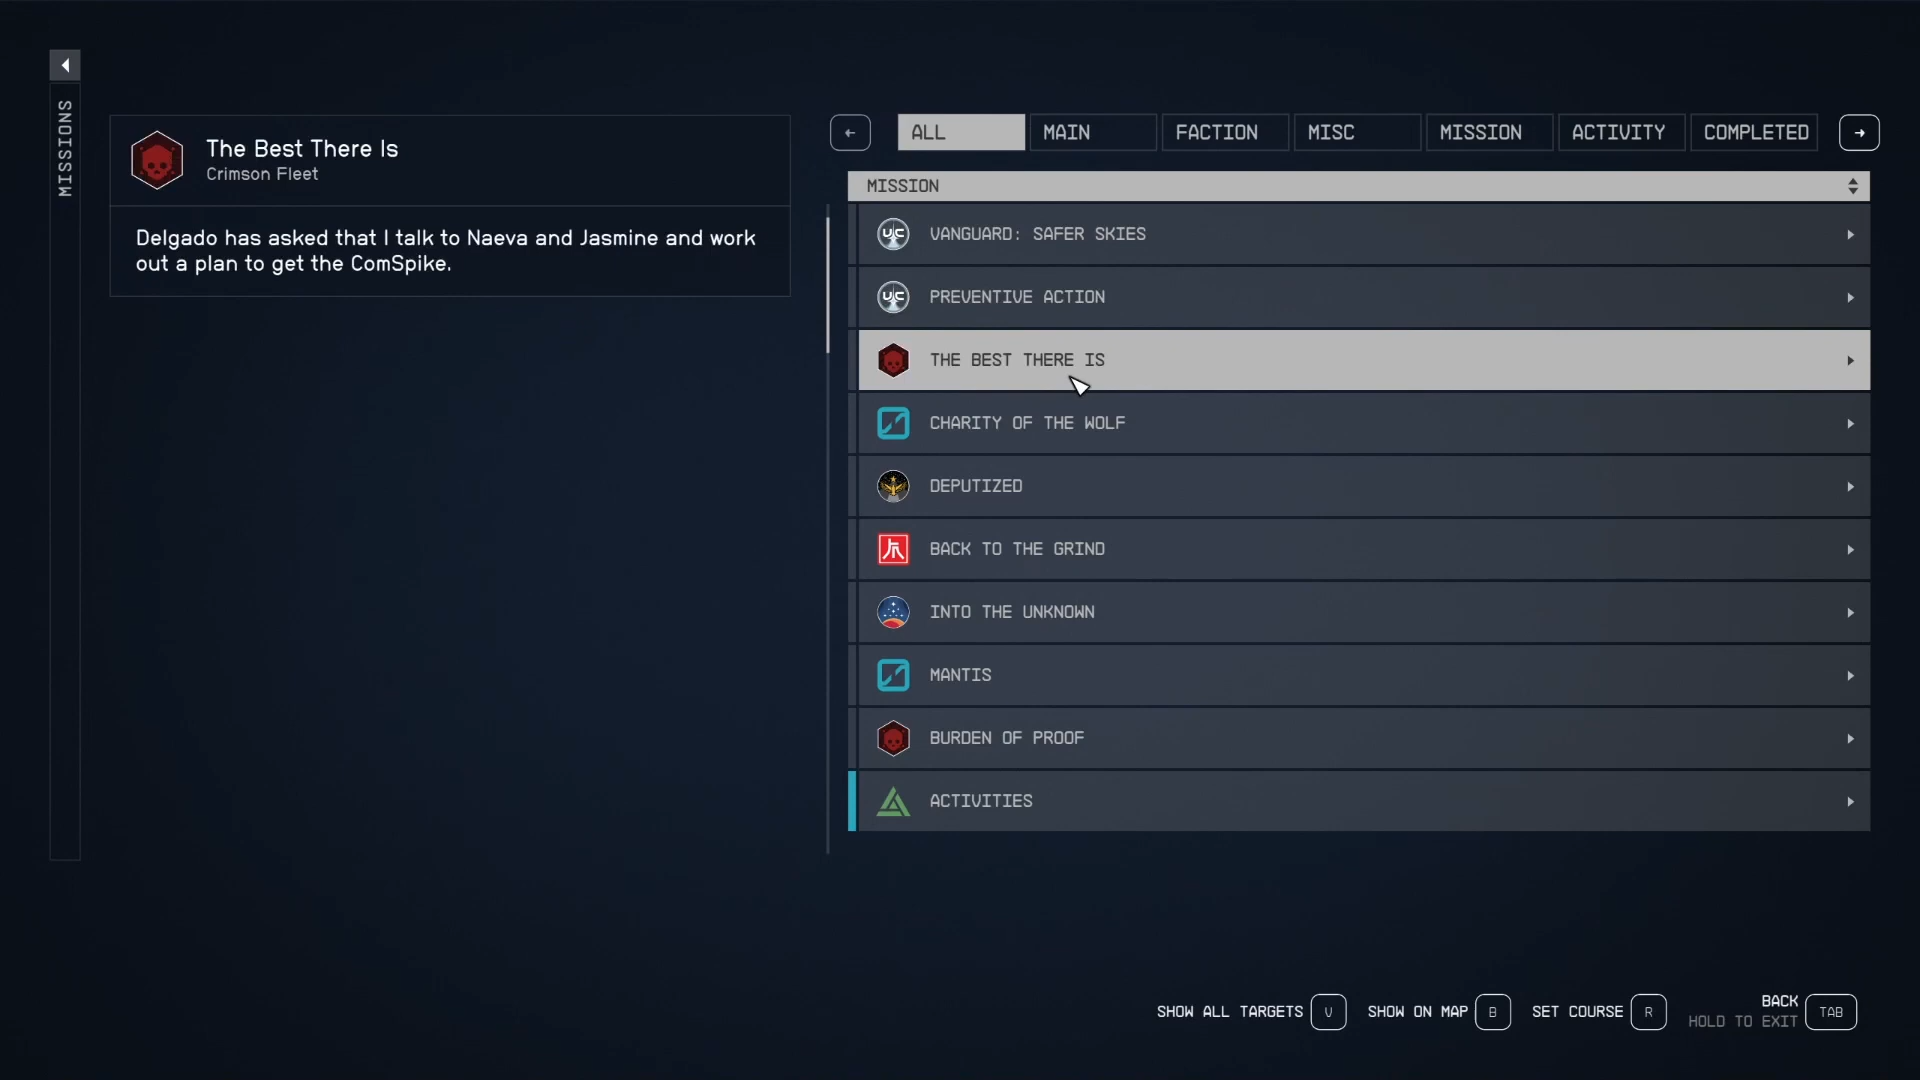 MISSIONS
The Best There Is
Crimson Fleet
Delgado has asked that I talk to Naeva and Jasmine and work
out a plan to get the ComSpike.
ALL
MAIN
FACTION
MISC
MISSION
ACTIVITY
COMPLETED
MISSION
UC VANGUARD: SAFER SKIES
UC PREVENTIVE ACTION
THE BEST THERE IS
CHARITY OF THE WOLF
DEPUTIZED
BACK TO THE GRIND
INTO THE UNKNOWN
MANTIS
BURDEN OF PROOF
ACTIVITIES
SHOW ALL TARGETS V
SHOW ON MAP B
SET COURSE R
BACK
HOLD TO EXIT
TAB